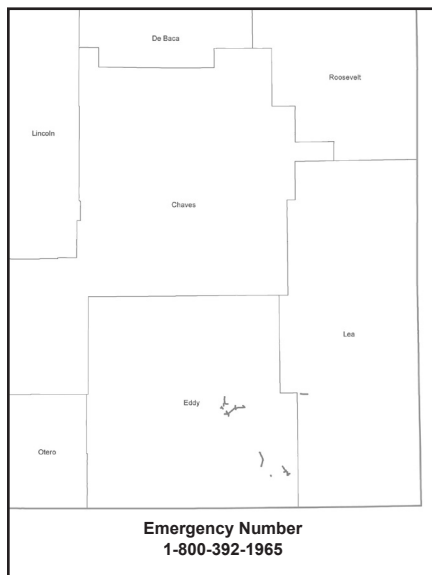 De Baca
Roosevelt
Lincoln
Chaves
Lea
Eddy
Otero
Emergency Number
1-800-392-1965